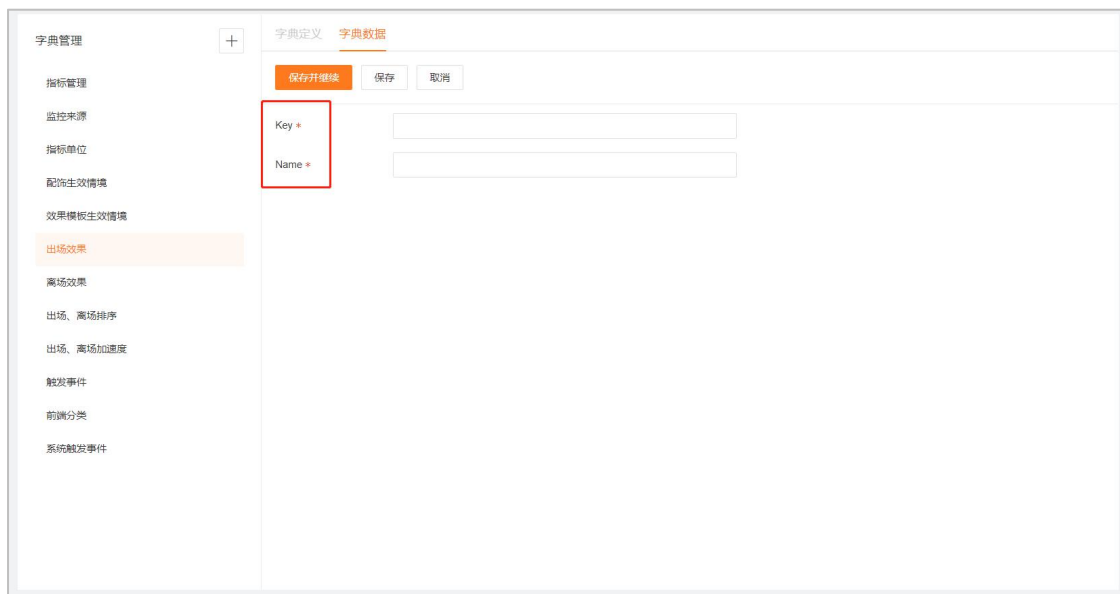 字典管理
字典定义 字典数据
保存并继续 保存 取消
指标管理
监控来源
指标单位
配饰生效情境
效果模板生效情境
出场效果
离场效果
出场、离场排序
出场、离场加速度
触发事件
前端分类
系统触发事件
Key *
Name *